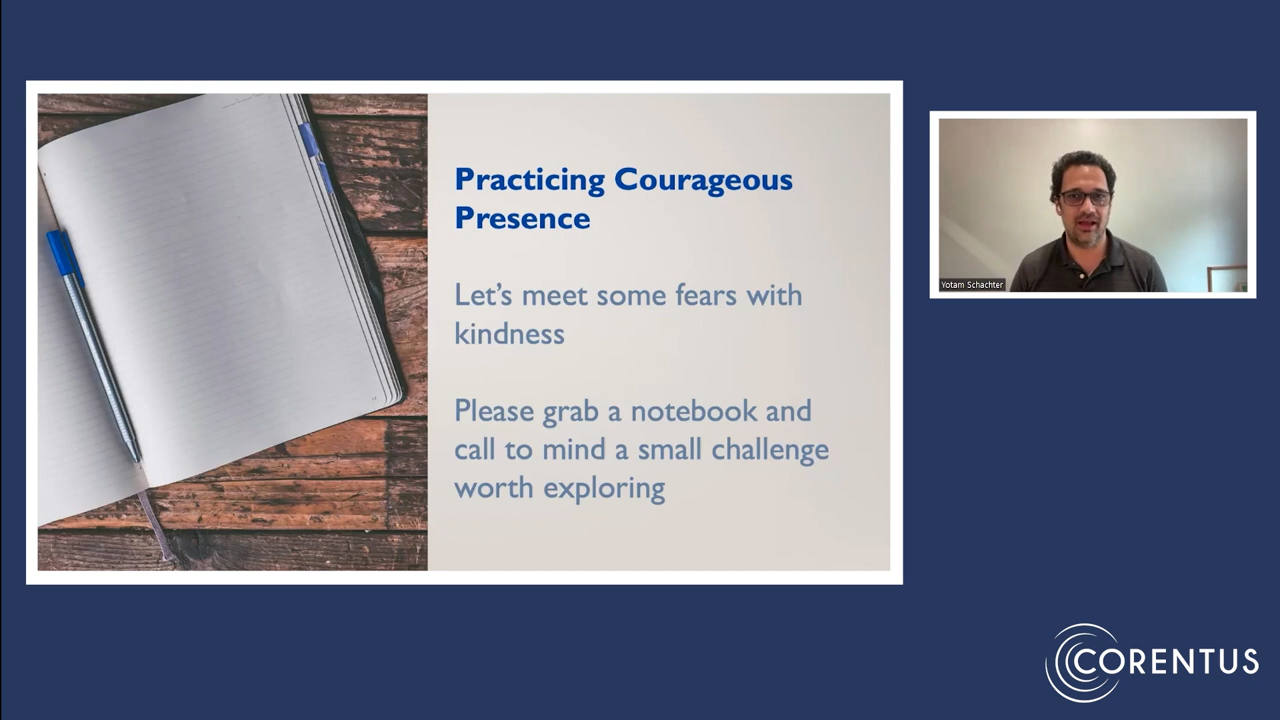 Practicing Courageous
Presence
Let's meet some fears with
kindness
Please grab a notebook and
call to mind a small challenge
worth exploring
Yotam Schachter
CORENTUS